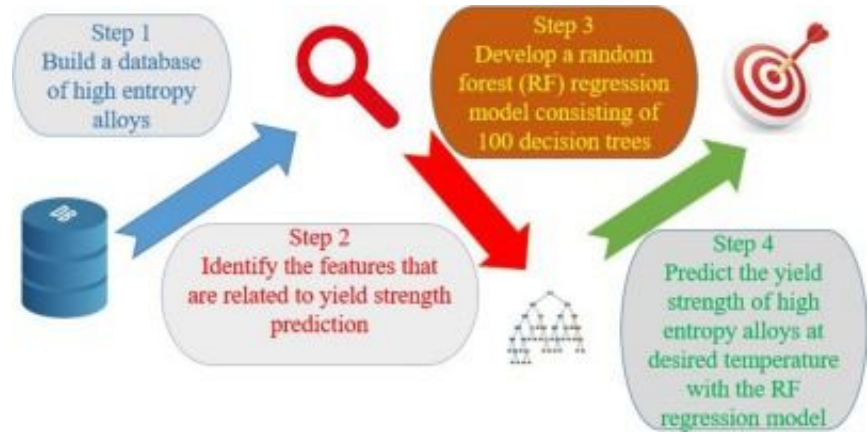 Step 1
Build a database
of high entropy
alloys
DB
Step 2
Identify the features that
are related to yield strength
prediction
Step 3
Develop a random
forest (RF) regression
model consisting of
100 decision trees
Step 4
Predict the yield
strength of high
entropy alloys at
desired temperature
with the RF
regression model